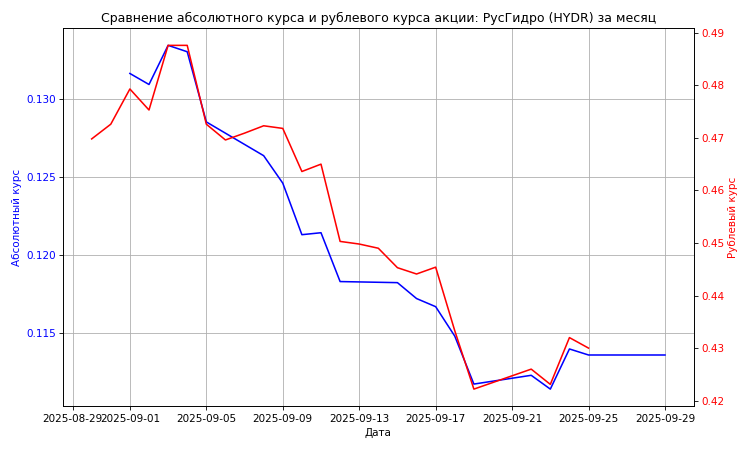 Сравнение абсолютного курса и рублевого курса акции: РусГидро (HYDR) за месяц
0.130
0.125
0.120
0.115
Абсолютный курс
0.49
0.48
0.47
0.46
0.45
0.44
0.43
0.42
Рублевый курс
2025-08-29 2025-09-01 2025-09-05 2025-09-09 2025-09-13 2025-09-17 2025-09-21 2025-09-25 2025-09-29
Дата